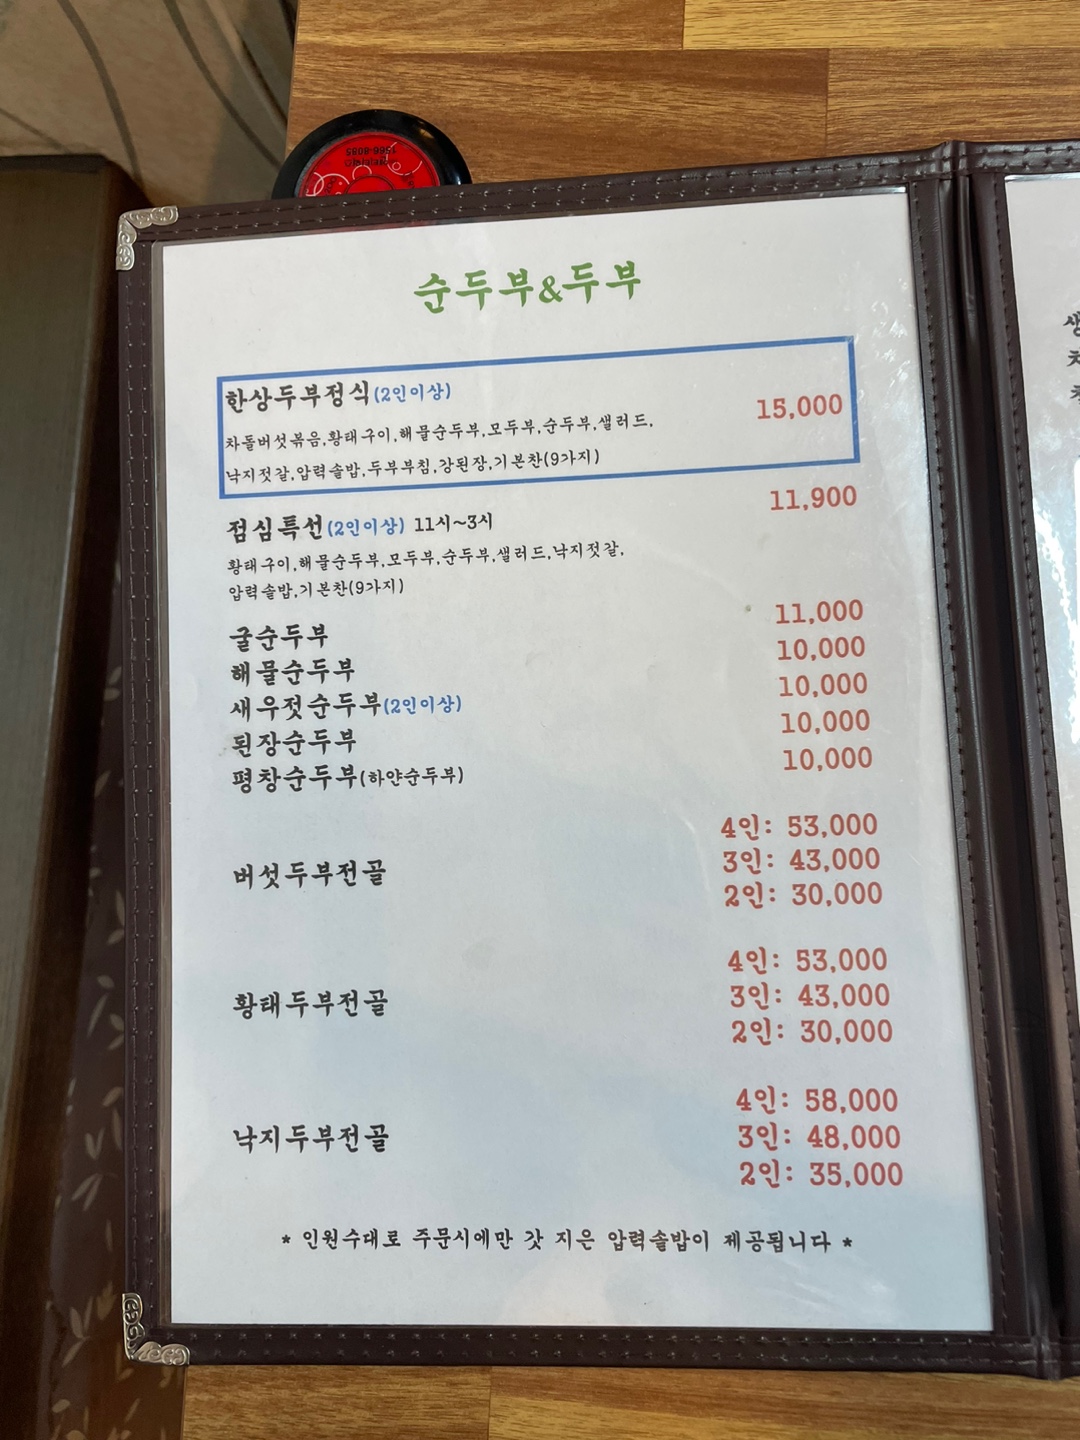 1566-8085
순두부&두부
한상두부정식(2인이상)
15,000
차돌버섯볶음,황태구이,해물순두부,모두부,순두부,샐러드,
낙지젓갈,압력솥밥,두부부침,강된장,기본찬(9가지)
점심특선(2인이상) 11시~3시
11,900
황태구이,해물순두부,모두부,순두부,샐러드,낙지젓갈,
압력솥밥,기본찬(9가지)
굴순두부 11,000
해물순두부 10,000
새우젓순두부(2인이상) 10,000
된장순두부 10,000
평창순두부(하얀순두부) 10,000
버섯두부전골
4인: 53,000
3인: 43,000
2인: 30,000
황태두부전골
4인: 53,000
3인: 43,000
2인: 30,000
낙지두부전골
4인: 58,000
3인: 48,000
2인: 35,000
* 인원수대로 주문시에만 갓 지은 압력솥밥이 제공됩니다 *